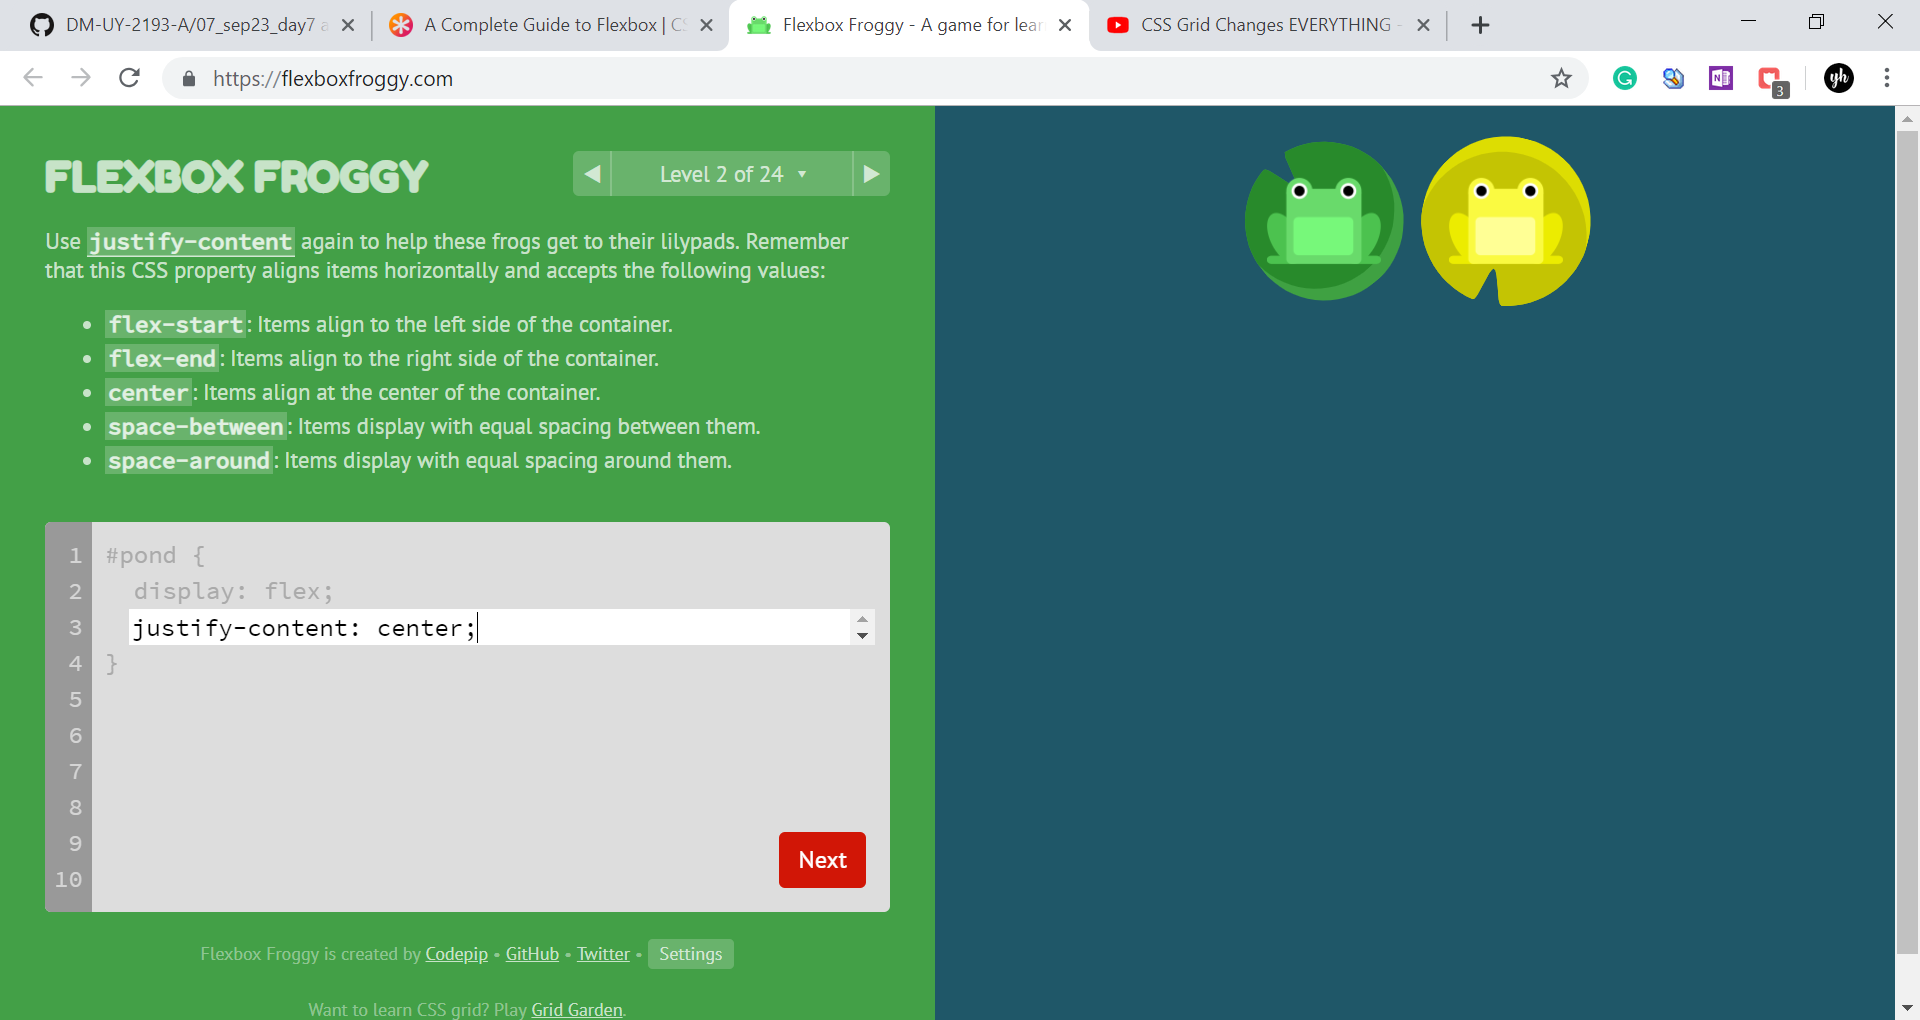 DM-UY-2193-A/07_sep23_day7 a
A Complete Guide to Flexbox | CS
Flexbox Froggy - A game for lear
CSS Grid Changes EVERYTHING -
https://flexboxfroggy.com
3
yh
FLEXBOX FROGGY
Level 2 of 24
Use justify-content again to help these frogs get to their lilypads. Remember
that this CSS property aligns items horizontally and accepts the following values:
• flex-start: Items align to the left side of the container.
• flex-end: Items align to the right side of the container.
• center: Items align at the center of the container.
• space-between: Items display with equal spacing between them.
• space-around: Items display with equal spacing around them.
1 #pond {
2 display: flex;
3 justify-content: center;
4 }
5
6
7
8
9
10
Next
Flexbox Froggy is created by Codepip • GitHub • Twitter • Settings
Want to learn CSS grid? Play Grid Garden.